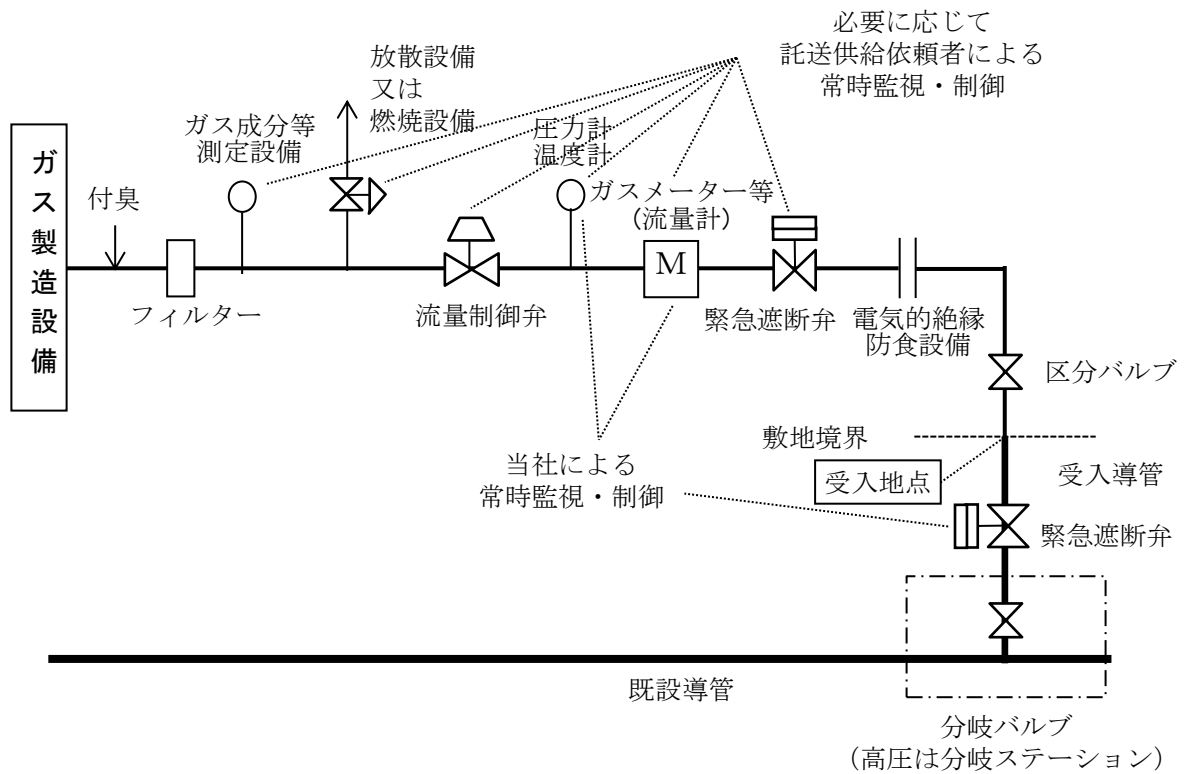 必要に応じて
託送供給依頼者による
常時監視・制御
放散設備
又は
燃焼設備
ガス成分等
測定設備
圧力計
温度計
ガス製造設備
付臭
ガスメーター等
(流量計)
M
フィルター
流量制御弁
緊急遮断弁
電気的絶縁
防食設備
区分バルブ
敷地境界
受入地点
受入導管
当社による
常時監視・制御
緊急遮断弁
既設導管
分岐バルブ
（高圧は分岐ステーション）